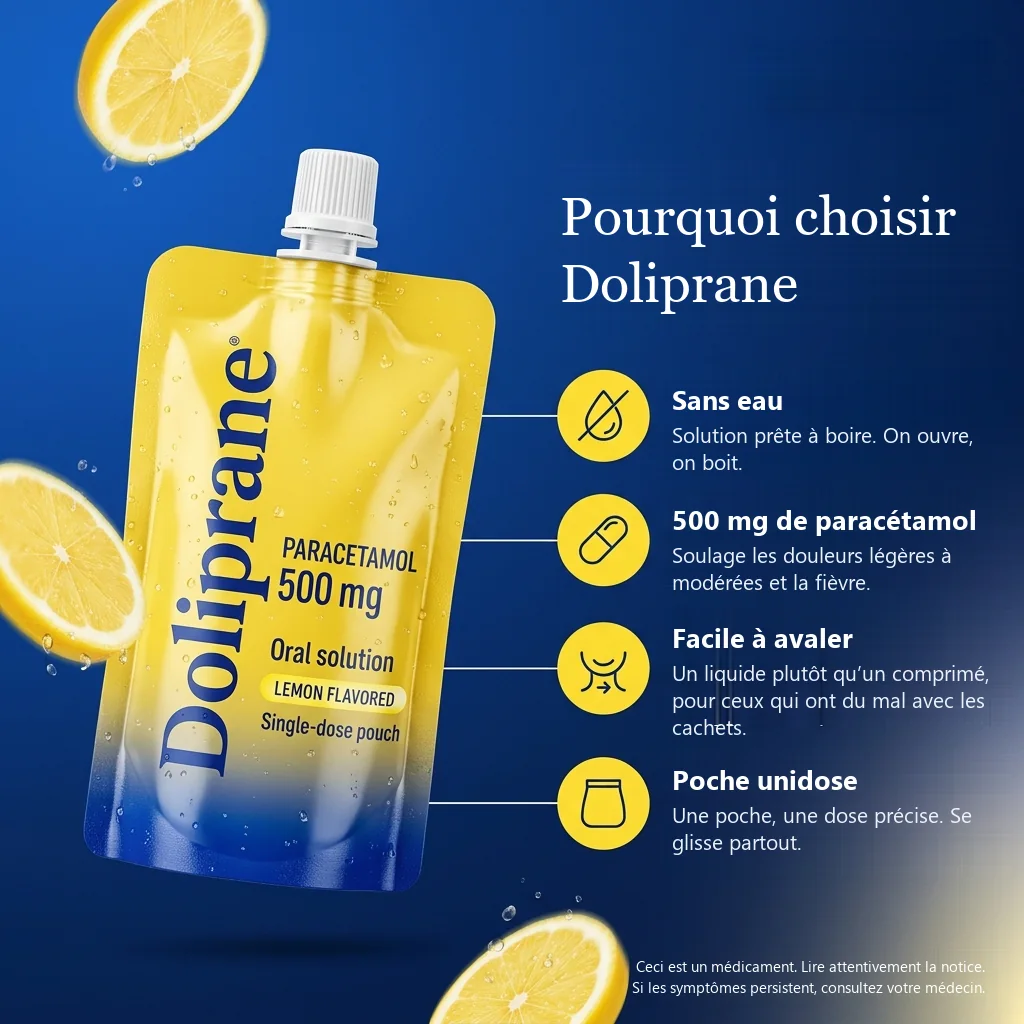 Pourquoi choisir
Doliprane
Doliprane®
PARACETAMOL
500 mg
Oral solution
LEMON FLAVORED
Single-dose pouch
Sans eau
Solution prête à boire. On ouvre,
on boit.
500 mg de paracétamol
Soulage les douleurs légères à
modérées et la fièvre.
Facile à avaler
Un liquide plutôt qu’un comprimé,
pour ceux qui ont du mal avec les
cachets.
Poche unidose
Une poche, une dose précise. Se
glisse partout.
Ceci est un médicament. Lire attentivement la notice.
Si les symptômes persistent, consultez votre médecin.